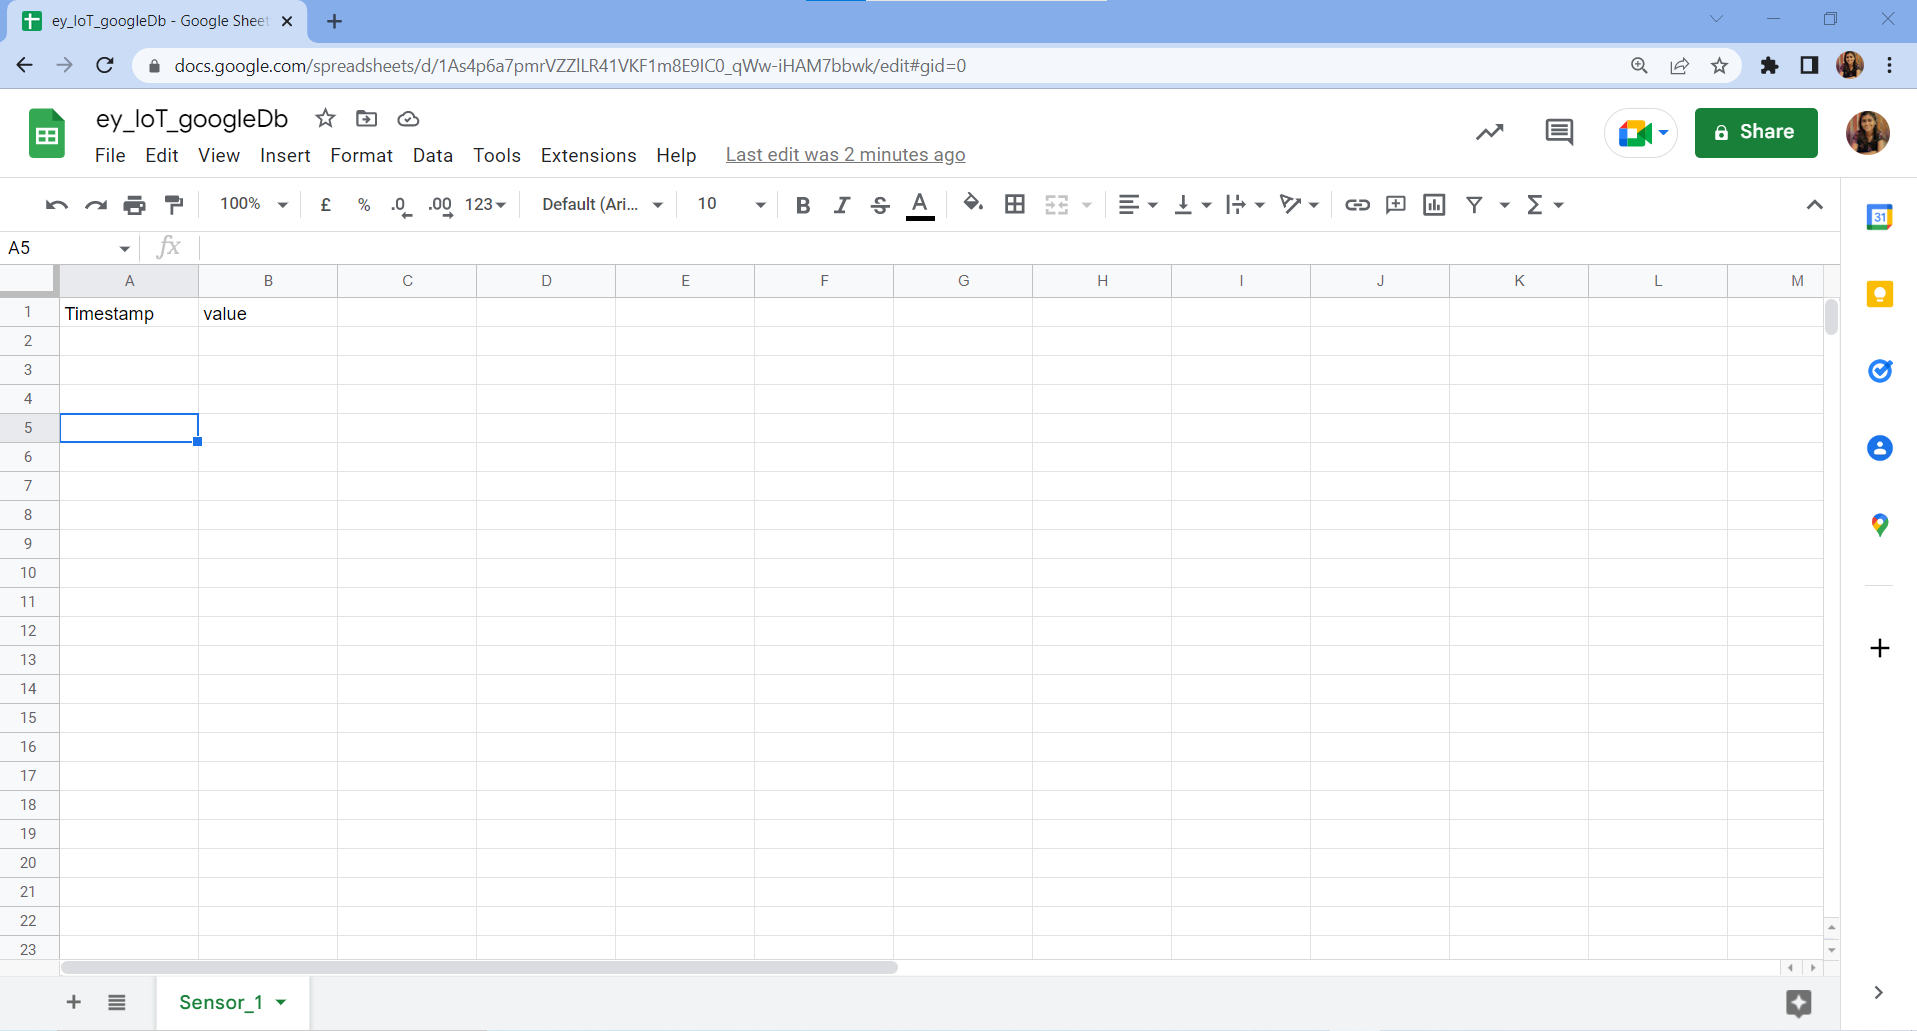 ey_IoT_googleDb - Google Sheet
docs.google.com/spreadsheets/d/1As4p6a7pmrVZZlLR41VKF1m8E9IC0_qWw-iHAM7bbwk/edit#gid=0
ey_IoT_googleDb
File Edit View Insert Format Data Tools Extensions Help Last edit was 2 minutes ago
Share
100% £ % .0 .00 123 Default (Ari... 10 B I S A
31
A5 fx
A B C D E F G H I J K L M
1 Timestamp value
2
3
4
5
6
7
8
9
10
11
12
13
14
15
16
17
18
19
20
21
22
23
Sensor_1